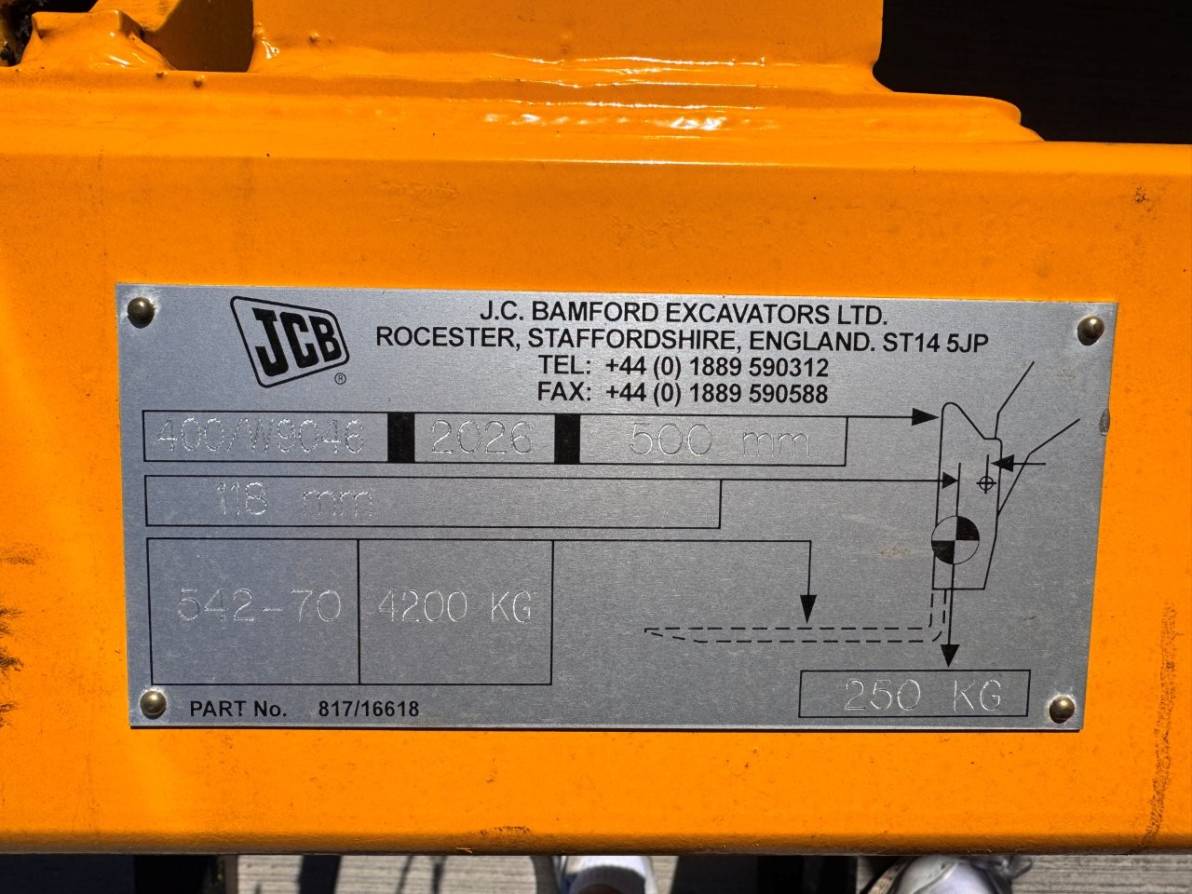 JCB
®
J.C. BAMFORD EXCAVATORS LTD.
ROCESTER, STAFFORDSHIRE, ENGLAND. ST14 5JP
TEL: +44 (0) 1889 590312
FAX: +44 (0) 1889 590588
400/W9046 2026 500 mm
118 mm
542-70 4200 KG
250 KG
PART No. 817/16618